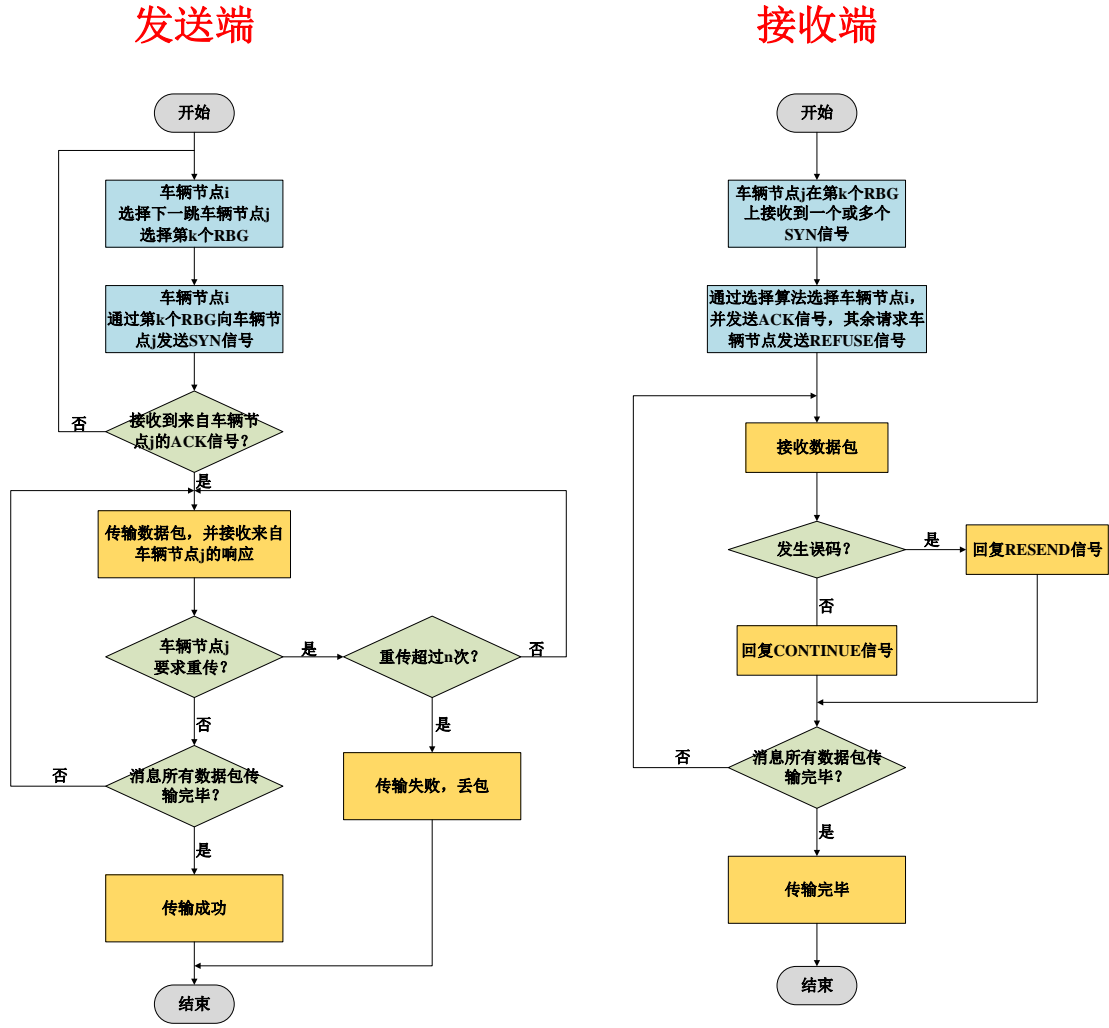 发送端
开始
车辆节点i
选择下一跳车辆节点j
选择第k个RBG
车辆节点i
通过第k个RBG向车辆节
点j发送SYN信号
接收到来自车辆节
点j的ACK信号？
否
是
传输数据包，并接收来自
车辆节点j的响应
车辆节点j
要求重传？
是
重传超过n次？
否
否
是
消息所有数据包传
输完毕？
否
传输失败，丢包
是
传输成功
结束
接收端
开始
车辆节点j在第k个RBG
上接收到一个或多个
SYN信号
通过选择算法选择车辆节点i，
并发送ACK信号，其余请求车
辆节点发送REFUSE信号
接收数据包
发生误码？
是
回复RESEND信号
否
回复CONTINUE信号
消息所有数据包传
输完毕？
否
是
传输完毕
结束